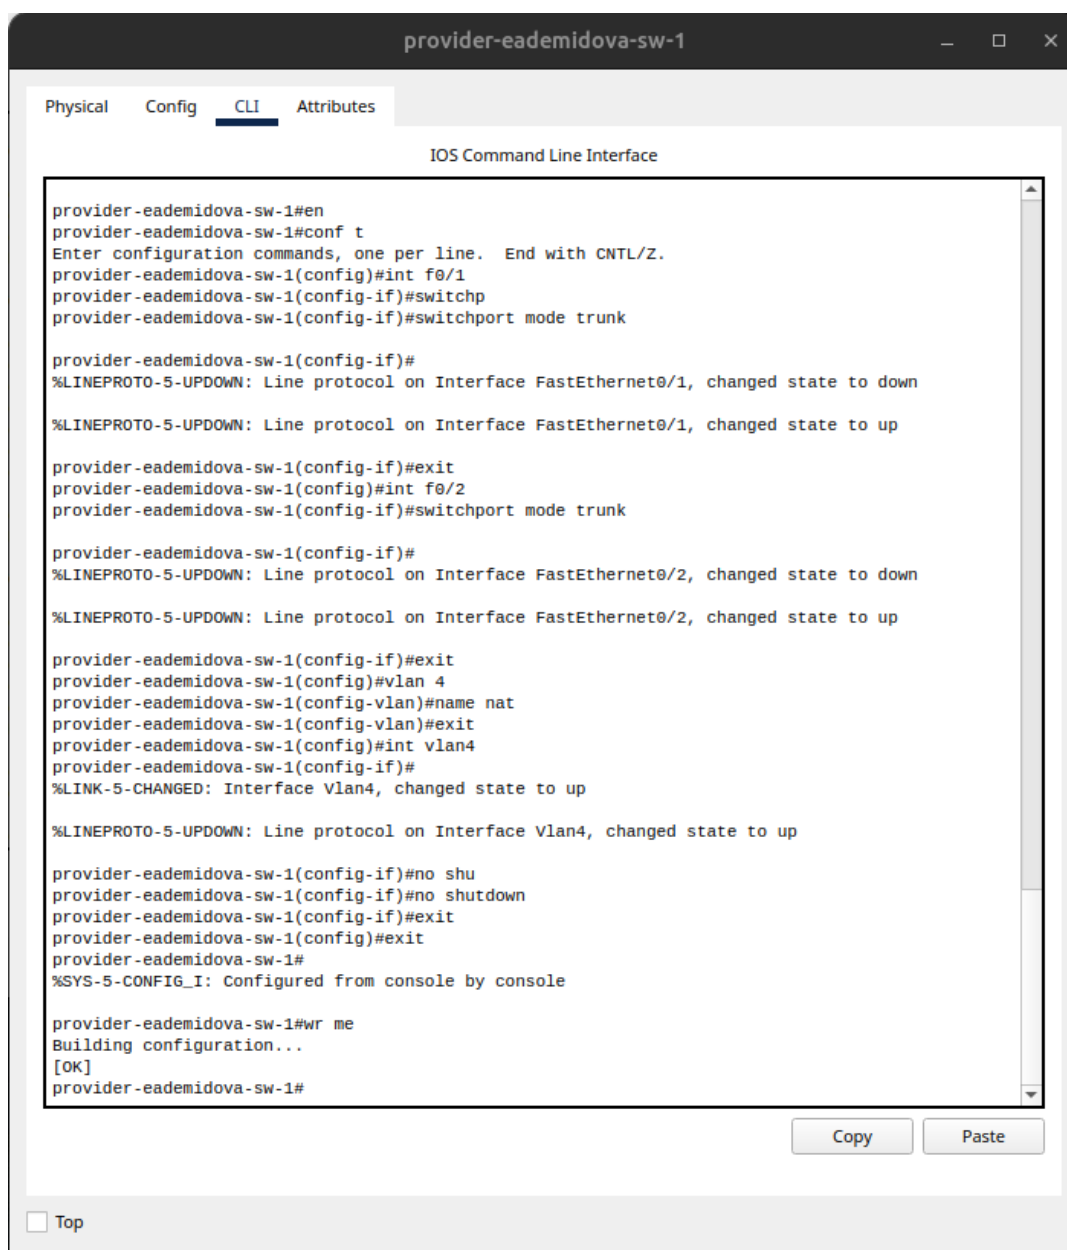 provider-eademidova-sw-1
Physical Config CLI Attributes
IOS Command Line Interface
provider-eademidova-sw-1#en
provider-eademidova-sw-1#conf t
Enter configuration commands, one per line.  End with CNTL/Z.
provider-eademidova-sw-1(config)#int f0/1
provider-eademidova-sw-1(config-if)#switchp
provider-eademidova-sw-1(config-if)#switchport mode trunk
provider-eademidova-sw-1(config-if)#
%LINEPROTO-5-UPDOWN: Line protocol on Interface FastEthernet0/1, changed state to down
%LINEPROTO-5-UPDOWN: Line protocol on Interface FastEthernet0/1, changed state to up
provider-eademidova-sw-1(config-if)#exit
provider-eademidova-sw-1(config)#int f0/2
provider-eademidova-sw-1(config-if)#switchport mode trunk
provider-eademidova-sw-1(config-if)#
%LINEPROTO-5-UPDOWN: Line protocol on Interface FastEthernet0/2, changed state to down
%LINEPROTO-5-UPDOWN: Line protocol on Interface FastEthernet0/2, changed state to up
provider-eademidova-sw-1(config-if)#exit
provider-eademidova-sw-1(config)#vlan 4
provider-eademidova-sw-1(config-vlan)#name nat
provider-eademidova-sw-1(config-vlan)#exit
provider-eademidova-sw-1(config)#int vlan4
provider-eademidova-sw-1(config-if)#
%LINK-5-CHANGED: Interface Vlan4, changed state to up
%LINEPROTO-5-UPDOWN: Line protocol on Interface Vlan4, changed state to up
provider-eademidova-sw-1(config-if)#no shu
provider-eademidova-sw-1(config-if)#no shutdown
provider-eademidova-sw-1(config-if)#exit
provider-eademidova-sw-1(config)#exit
provider-eademidova-sw-1#
%SYS-5-CONFIG_I: Configured from console by console
provider-eademidova-sw-1#wr me
Building configuration...
[OK]
provider-eademidova-sw-1#
Copy Paste
Top